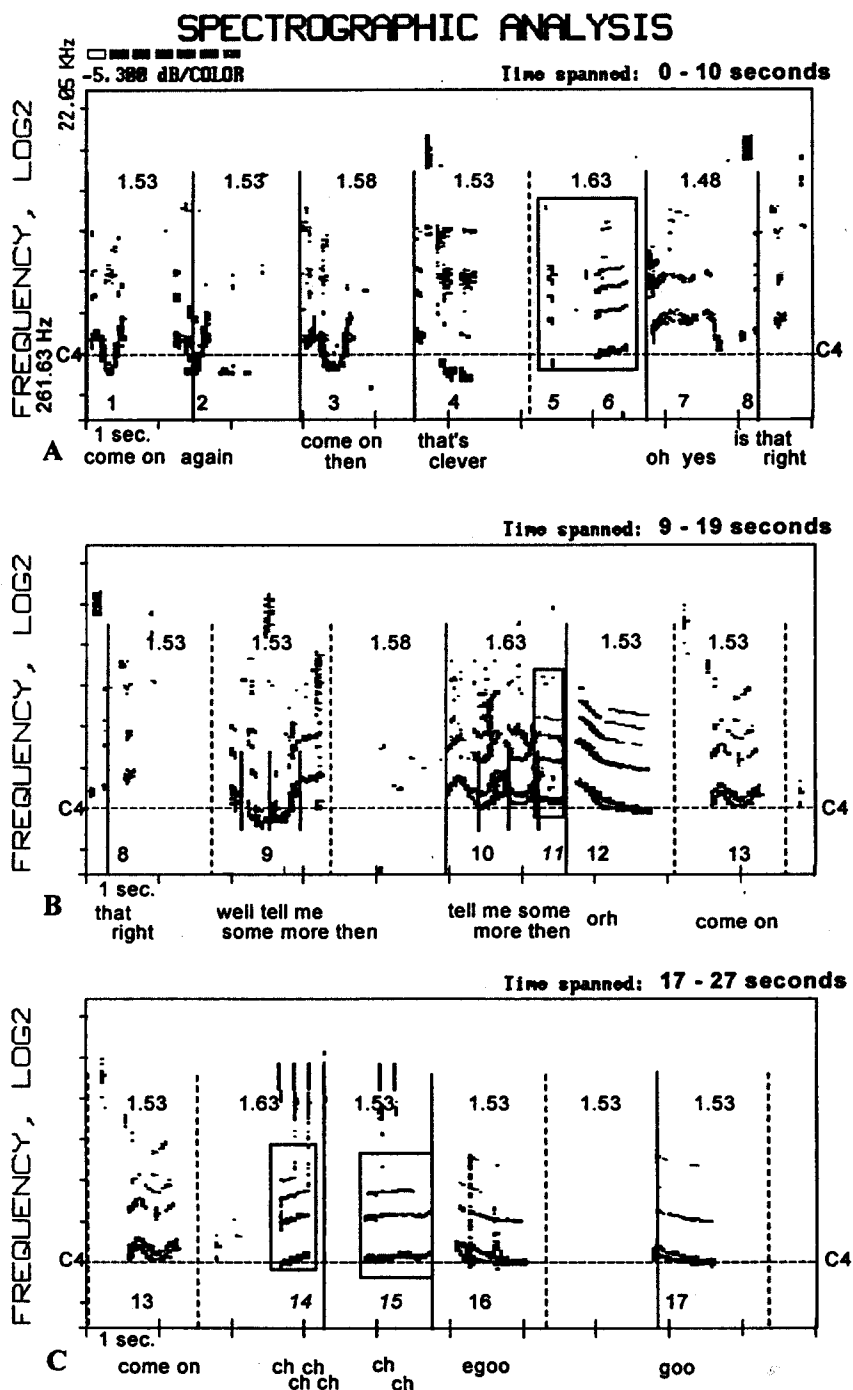 SPECTROGRAPHIC ANALYSIS
-5.300 dB/COLOR
Time spanned: 0 - 10 seconds
22.05 KHz
FREQUENCY, LOG2
261.63 Hz
1.53 1.53 1.58 1.53 1.63 1.48
C4 C4
1 2 3 4 5 6 7 8
1 sec.
A
come on again come on then that's clever oh yes is that right
Time spanned: 9 - 19 seconds
FREQUENCY, LOG2
1.53 1.53 1.58 1.63 1.53 1.53
C4 C4
8 9 10 11 12 13
1 sec.
B
that right well tell me some more then tell me some more then orh come on
Time spanned: 17 - 27 seconds
FREQUENCY, LOG2
1.53 1.63 1.53 1.53 1.53 1.53
C4 C4
13 14 15 16 17
1 sec.
C
come on ch ch ch ch ch ch egoo goo